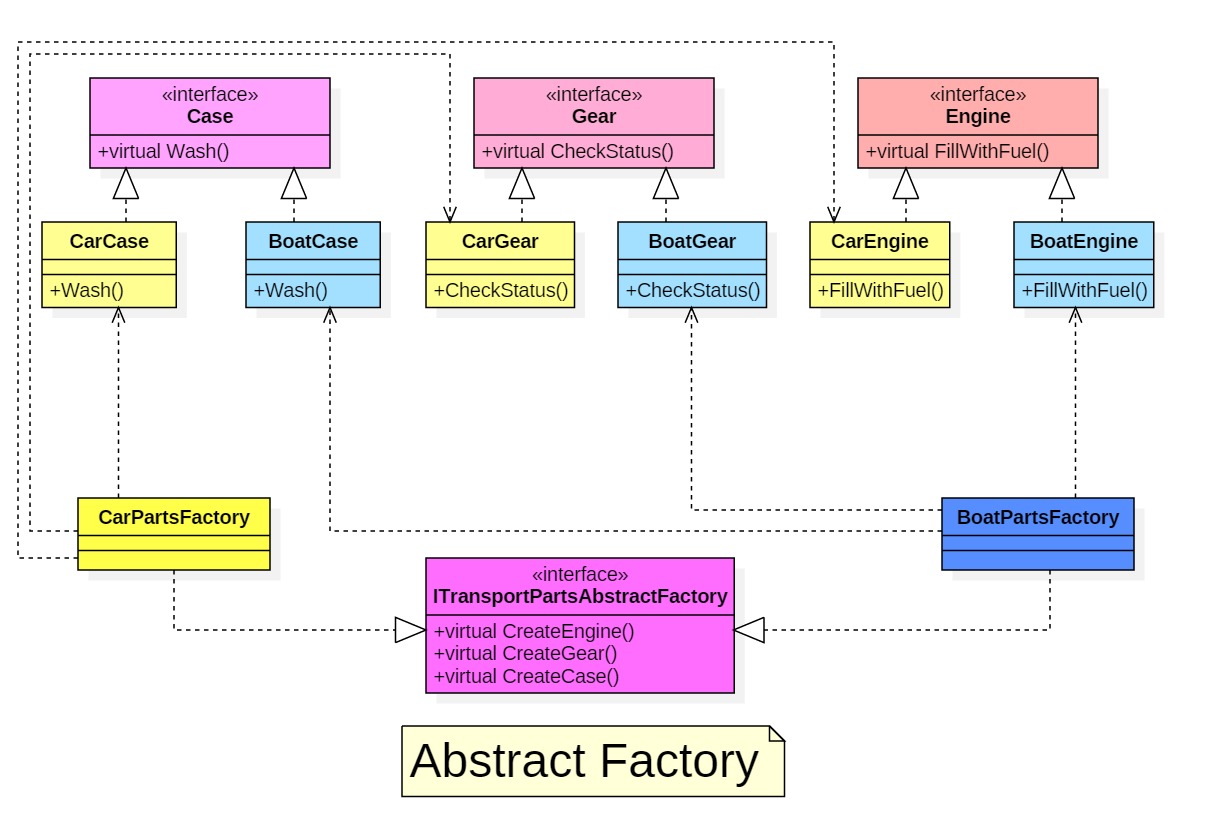 «interface»
Case
+virtual Wash()
«interface»
Gear
+virtual CheckStatus()
«interface»
Engine
+virtual FillWithFuel()
CarCase
+Wash()
BoatCase
+Wash()
CarGear
+CheckStatus()
BoatGear
+CheckStatus()
CarEngine
+FillWithFuel()
BoatEngine
+FillWithFuel()
CarPartsFactory
BoatPartsFactory
«interface»
ITransportPartsAbstractFactory
+virtual CreateEngine()
+virtual CreateGear()
+virtual CreateCase()
Abstract Factory